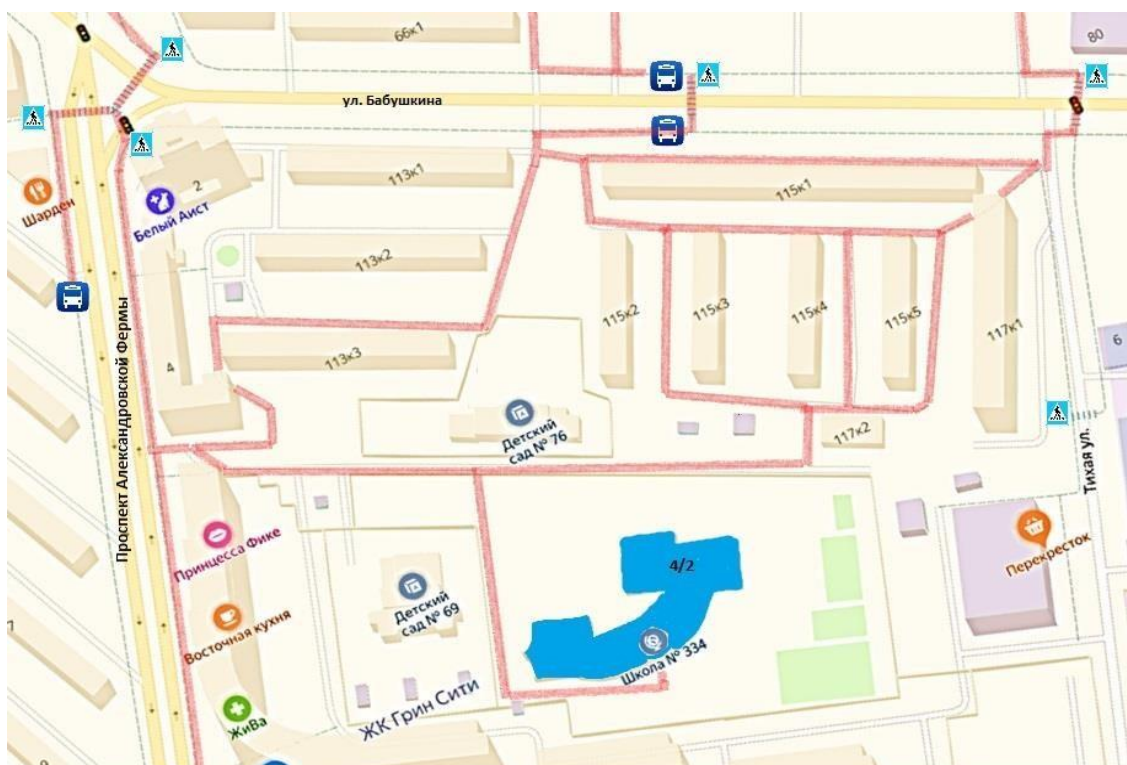 66к1
80
ул. Бабушкина
2
113к1
115к1
Шарден
Белый Аист
113к2
115к2
115к3
115к4
115к5
117к1
6
Проспект Александровской Фермы
4
113к3
Детский
сад № 76
117к2
Тихая ул.
Принцесса Фике
4/2
Перекресток
Детский
сад № 69
Восточная кухня
Школа № 334
ЖК Грин Сити
ЖиВа